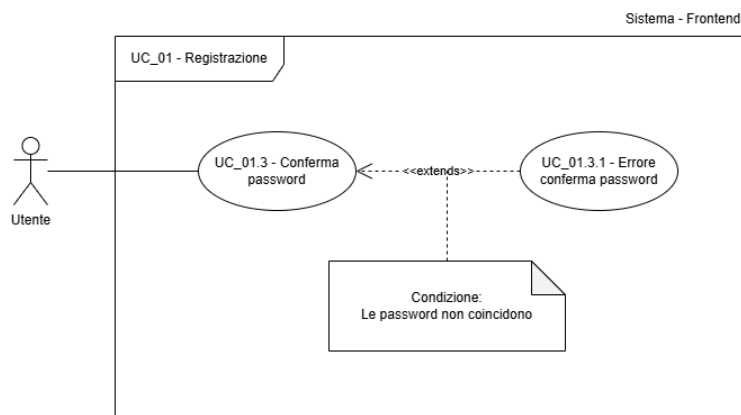 Sistema - Frontend
UC_01 - Registrazione
UC_01.3 - Conferma
password
<<extends>>
UC_01.3.1 - Errore
conferma password
Utente
Condizione:
Le password non coincidono